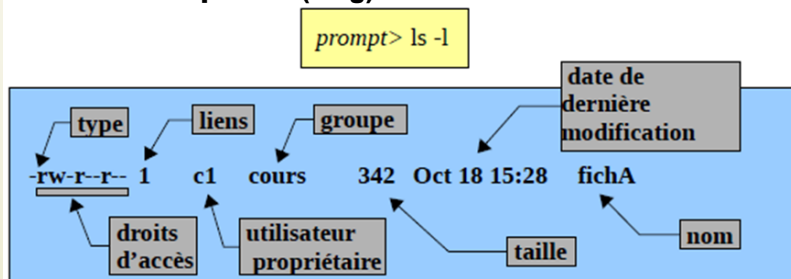 prompt> ls -l
date de
dernière
modification
type
liens
groupe
-rw-r--r-- 1 c1 cours 342 Oct 18 15:28 fichA
droits
d'accès
utilisateur
propriétaire
taille
nom